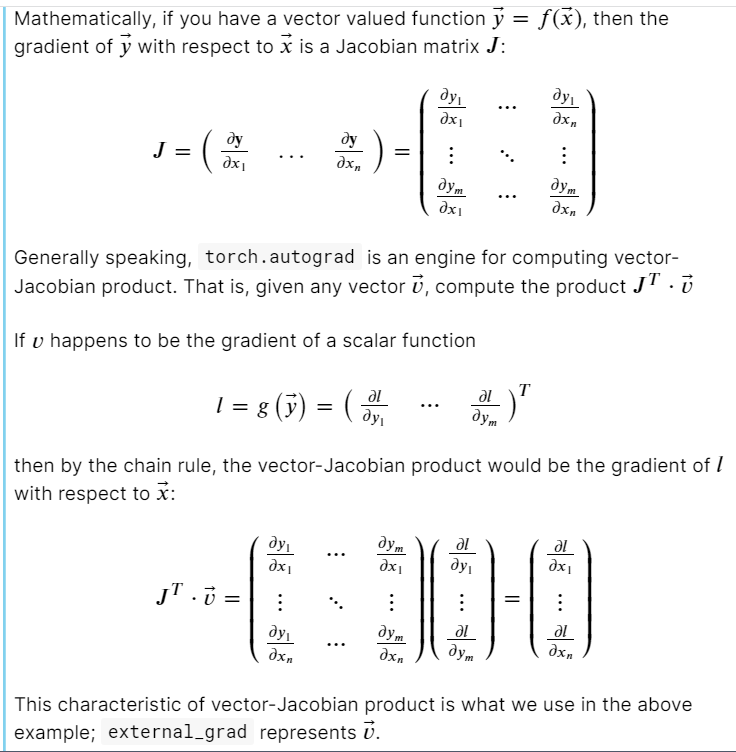 Mathematically, if you have a vector valued function $\vec{y} = f(\vec{x})$, then the
gradient of $\vec{y}$ with respect to $\vec{x}$ is a Jacobian matrix $J$:
$J = \left( \frac{\partial \mathbf{y}}{\partial x_1} \ \dots \ \frac{\partial \mathbf{y}}{\partial x_n} \right) = \begin{pmatrix} \frac{\partial y_1}{\partial x_1} & \cdots & \frac{\partial y_1}{\partial x_n} \\ \vdots & \ddots & \vdots \\ \frac{\partial y_m}{\partial x_1} & \cdots & \frac{\partial y_m}{\partial x_n} \end{pmatrix}$
Generally speaking, torch.autograd is an engine for computing vector-
Jacobian product. That is, given any vector $\vec{v}$, compute the product $J^T \cdot \vec{v}$
If $v$ happens to be the gradient of a scalar function
$l = g(\vec{y}) = \left( \frac{\partial l}{\partial y_1} \ \cdots \ \frac{\partial l}{\partial y_m} \right)^T$
then by the chain rule, the vector-Jacobian product would be the gradient of $l$
with respect to $\vec{x}$:
$J^T \cdot \vec{v} = \begin{pmatrix} \frac{\partial y_1}{\partial x_1} & \cdots & \frac{\partial y_m}{\partial x_1} \\ \vdots & \ddots & \vdots \\ \frac{\partial y_1}{\partial x_n} & \cdots & \frac{\partial y_m}{\partial x_n} \end{pmatrix} \begin{pmatrix} \frac{\partial l}{\partial y_1} \\ \vdots \\ \frac{\partial l}{\partial y_m} \end{pmatrix} = \begin{pmatrix} \frac{\partial l}{\partial x_1} \\ \vdots \\ \frac{\partial l}{\partial x_n} \end{pmatrix}$
This characteristic of vector-Jacobian product is what we use in the above
example; external_grad represents $\vec{v}$.